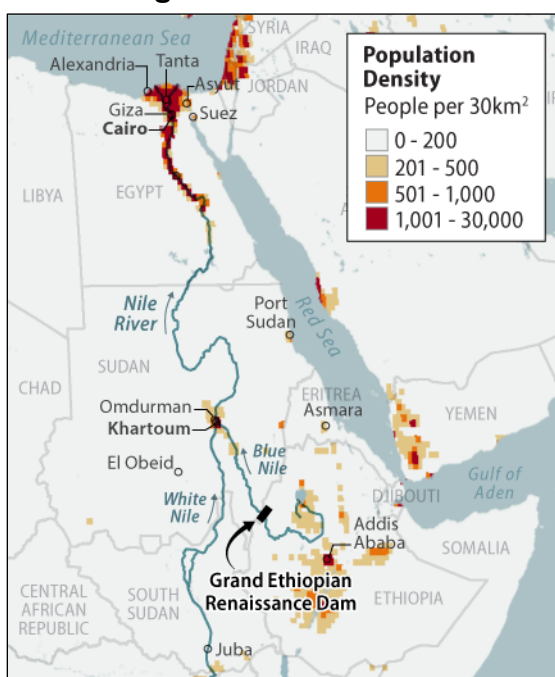 Mediterranean Sea
SYRIA
IRAQ
Alexandria
Tanta
Asyut
JORDAN
Giza
Suez
Cairo
LIBYA
EGYPT
Population
Density
People per 30km²
0 - 200
201 - 500
501 - 1,000
1,001 - 30,000
Nile
River
Port
Sudan
Red Sea
SUDAN
CHAD
ERITREA
Asmara
YEMEN
Omdurman
Khartoum
Blue
Nile
El Obeid
White
Nile
Gulf of
Aden
DJIBOUTI
Addis
Ababa
SOMALIA
Grand Ethiopian
Renaissance Dam
CENTRAL
AFRICAN
REPUBLIC
SOUTH
SUDAN
ETHIOPIA
Juba